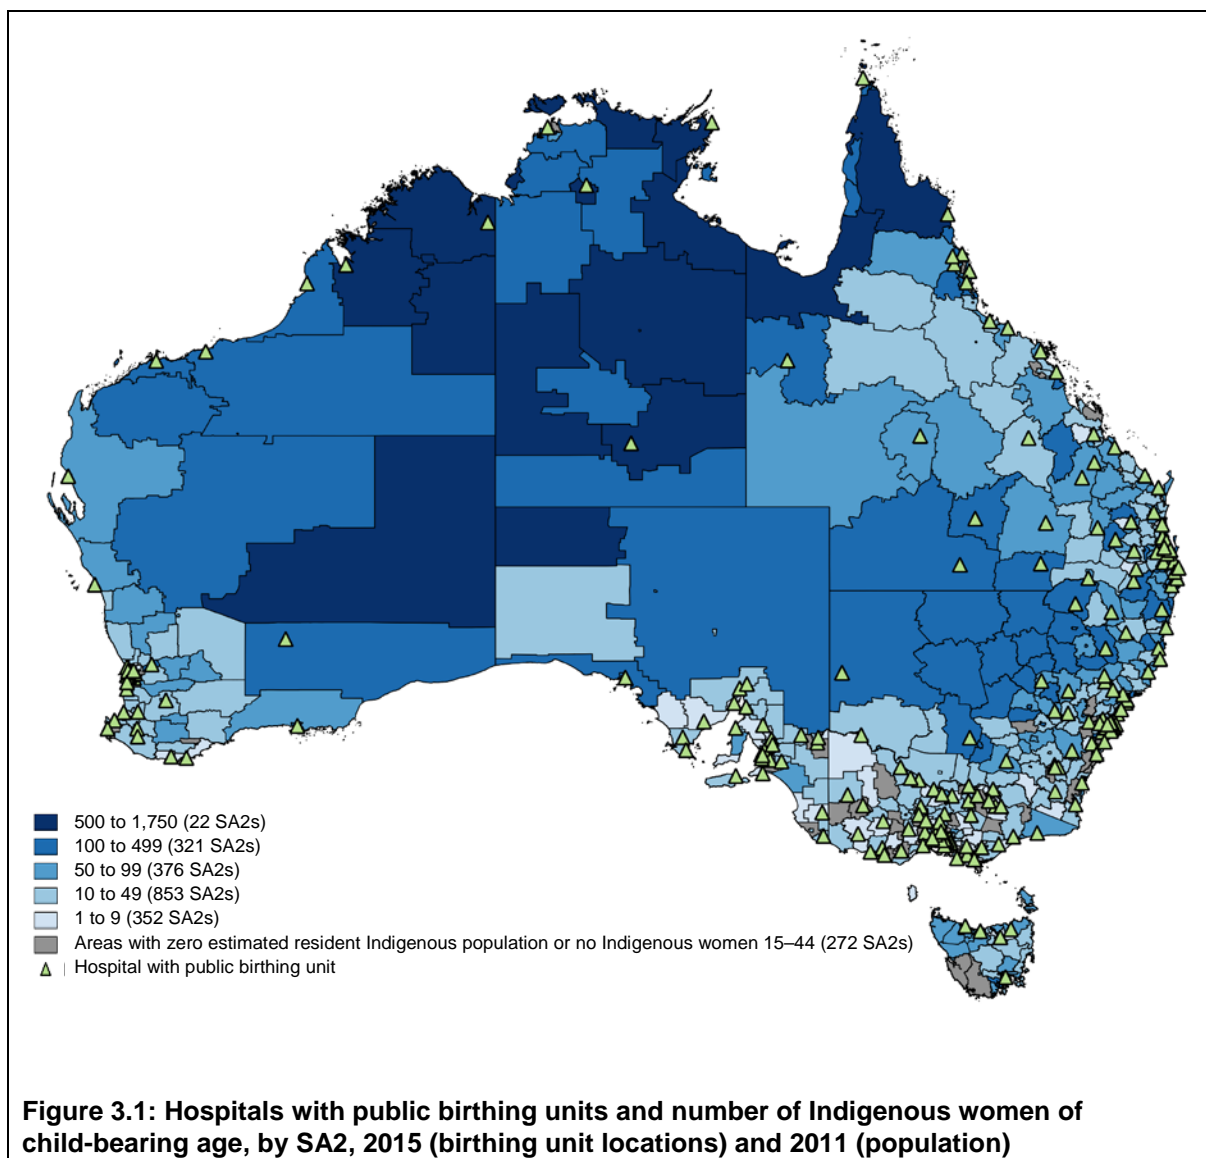 500 to 1,750 (22 SA2s)
100 to 499 (321 SA2s)
50 to 99 (376 SA2s)
10 to 49 (853 SA2s)
1 to 9 (352 SA2s)
Areas with zero estimated resident Indigenous population or no Indigenous women 15–44 (272 SA2s)
Hospital with public birthing unit
Figure 3.1: Hospitals with public birthing units and number of Indigenous women of
child-bearing age, by SA2, 2015 (birthing unit locations) and 2011 (population)